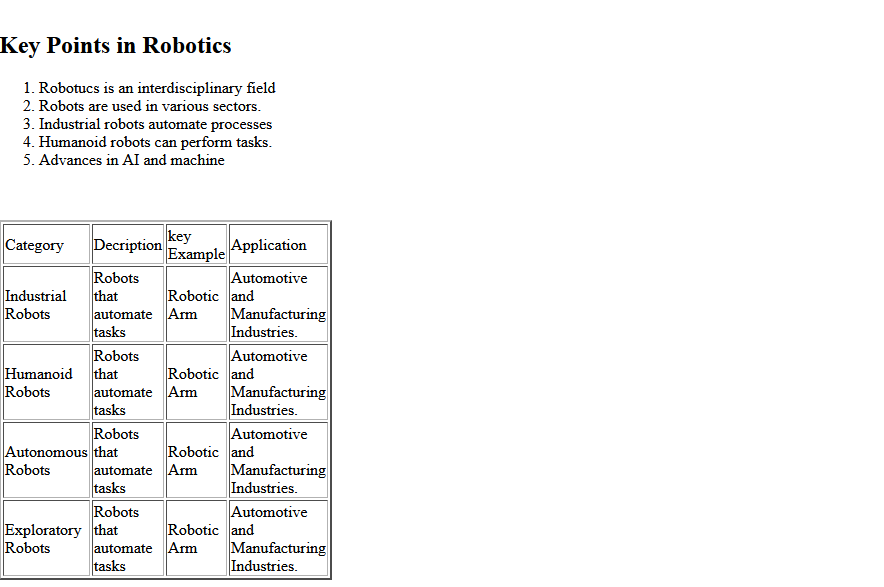 Key Points in Robotics
1. Robotucs is an interdisciplinary field
2. Robots are used in various sectors.
3. Industrial robots automate processes
4. Humanoid robots can perform tasks.
5. Advances in AI and machine
Category Decription key Example Application
Industrial Robots
Robots that automate tasks
Robotic Arm
Automotive and Manufacturing Industries.
Humanoid Robots
Robots that automate tasks
Robotic Arm
Automotive and Manufacturing Industries.
Autonomous Robots
Robots that automate tasks
Robotic Arm
Automotive and Manufacturing Industries.
Exploratory Robots
Robots that automate tasks
Robotic Arm
Automotive and Manufacturing Industries.